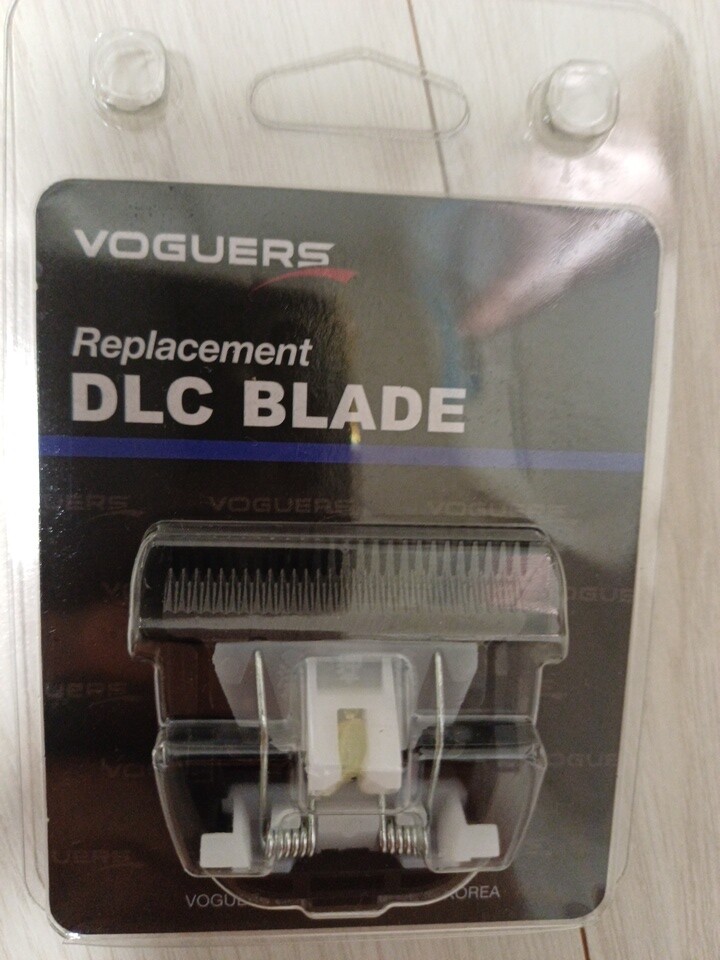 VOGUERS
Replacement
DLC BLADE
VOGUERS VOGUERS
KOREA